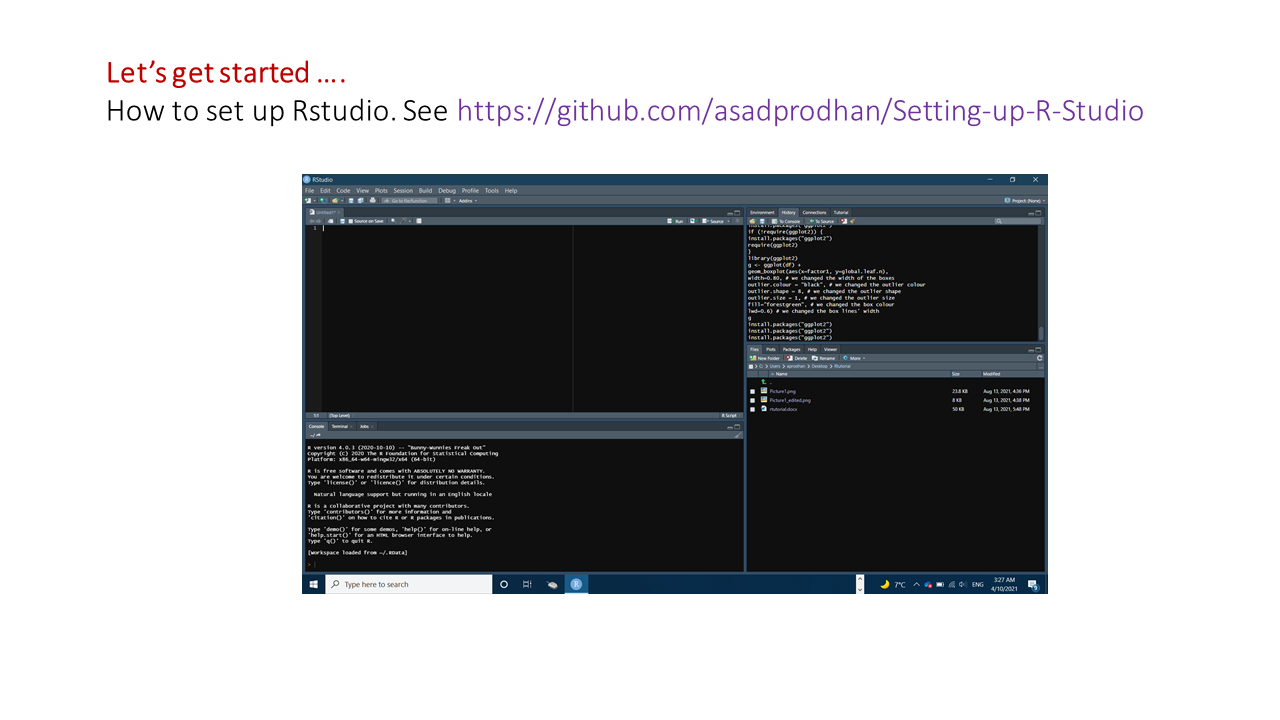 Let's get started ....
How to set up Rstudio. See https://github.com/asadprodhan/Setting-up-R-Studio
RStudio
File Edit Code View Plots Session Build Debug Profile Tools Help
Go to file/function Addins
Project: (None)
Untitled1*
Source on Save Run Source
1
1:1 (Top Level) R Script
Console Terminal Jobs
~/
R version 4.0.3 (2020-10-10) -- "Bunny-Wunnies Freak Out"
Copyright (C) 2020 The R Foundation for Statistical Computing
Platform: x86_64-w64-mingw32/x64 (64-bit)
R is free software and comes with ABSOLUTELY NO WARRANTY.
You are welcome to redistribute it under certain conditions.
Type 'license()' or 'licence()' for distribution details.
Natural language support but running in an English locale
R is a collaborative project with many contributors.
Type 'contributors()' for more information and
'citation()' on how to cite R or R packages in publications.
Type 'demo()' for some demos, 'help()' for on-line help, or
'help.start()' for an HTML browser interface to help.
Type 'q()' to quit R.
[Workspace loaded from ~/.RData]
>
Environment History Connections Tutorial
To Console To Source
install.packages("ggplot2")
if (!require(ggplot2)) {
install.packages("ggplot2")
require(ggplot2)
}
library(ggplot2)
g <- ggplot(df) +
geom_boxplot(aes(x=factor1, y=global.leaf.n),
width=0.80, # we changed the width of the boxes
outlier.colour = "black", # we changed the outlier colour
outlier.shape = 8, # we changed the outlier shape
outlier.size = 1, # we changed the outlier size
fill="forestgreen", # we changed the box colour
lwd=0.6) # we changed the box lines' width
g
install.packages("ggplot2")
install.packages("ggplot2")
install.packages("ggplot2")
Files Plots Packages Help Viewer
New Folder Delete Rename More
C: > Users > aprodhan > Desktop > Rtutorial
Name Size Modified
..
Picture1.png 23.8 KB Aug 13, 2021, 4:36 PM
Picture1_edited.png 8 KB Aug 13, 2021, 4:38 PM
rtutorial.docx 50 KB Aug 13, 2021, 5:48 PM
Type here to search
7°C ENG
3:27 AM
4/10/2021